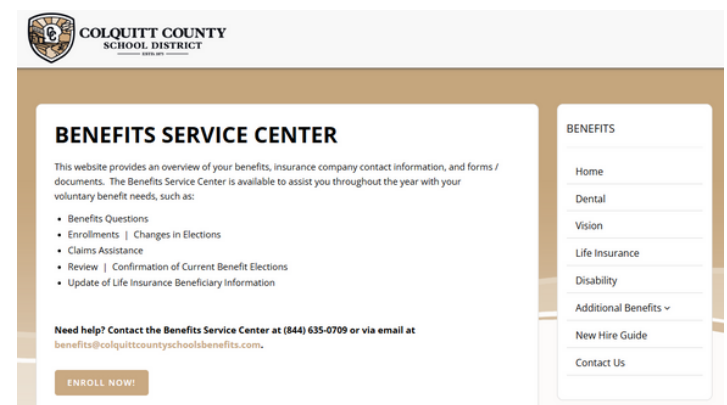 COLQUITT COUNTY
SCHOOL DISTRICT
BENEFITS SERVICE CENTER
This website provides an overview of your benefits, insurance company contact information, and forms /
documents. The Benefits Service Center is available to assist you throughout the year with your
voluntary benefit needs, such as:
• Benefits Questions
• Enrollments | Changes in Elections
• Claims Assistance
• Review | Confirmation of Current Benefit Elections
• Update of Life Insurance Beneficiary Information
Need help? Contact the Benefits Service Center at (844) 635-0709 or via email at
benefits@colquittcountyschoolsbenefits.com.
ENROLL NOW!
BENEFITS
Home
Dental
Vision
Life Insurance
Disability
Additional Benefits
New Hire Guide
Contact Us